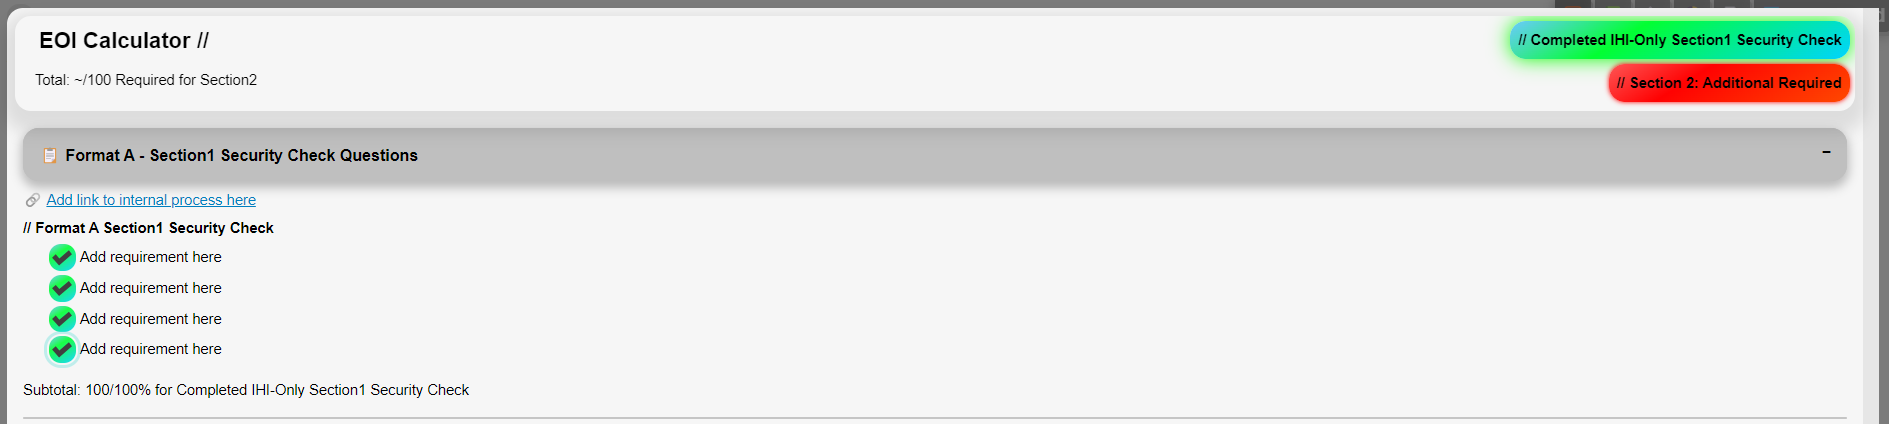 EOI Calculator //
// Completed IHI-Only Section1 Security Check
Total: ~/100 Required for Section2
// Section 2: Additional Required
Format A - Section1 Security Check Questions
Add link to internal process here
// Format A Section1 Security Check
Add requirement here
Add requirement here
Add requirement here
Add requirement here
Subtotal: 100/100% for Completed IHI-Only Section1 Security Check